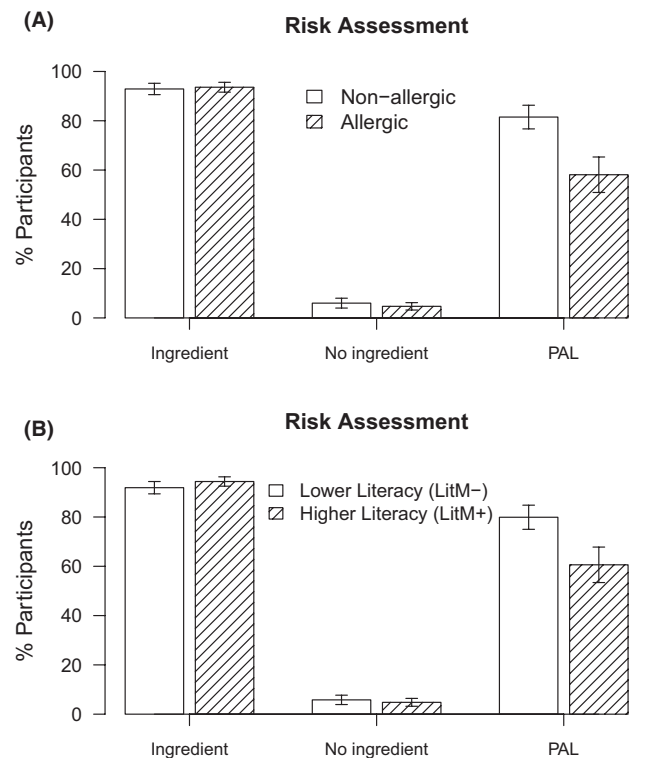 (A)
Risk Assessment
% Participants
100
80
60
40
20
0
Non−allergic
Allergic
Ingredient
No ingredient
PAL
(B)
Risk Assessment
% Participants
100
80
60
40
20
0
Lower Literacy (LitM−)
Higher Literacy (LitM+)
Ingredient
No ingredient
PAL